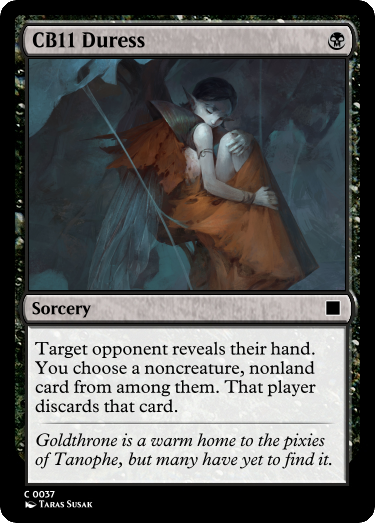 CB11 Duress
Sorcery
Target opponent reveals their hand.
You choose a noncreature, nonland
card from among them. That player
discards that card.
Goldthrone is a warm home to the pixies
of Tanophe, but many have yet to find it.
C 0037
Taras Susak